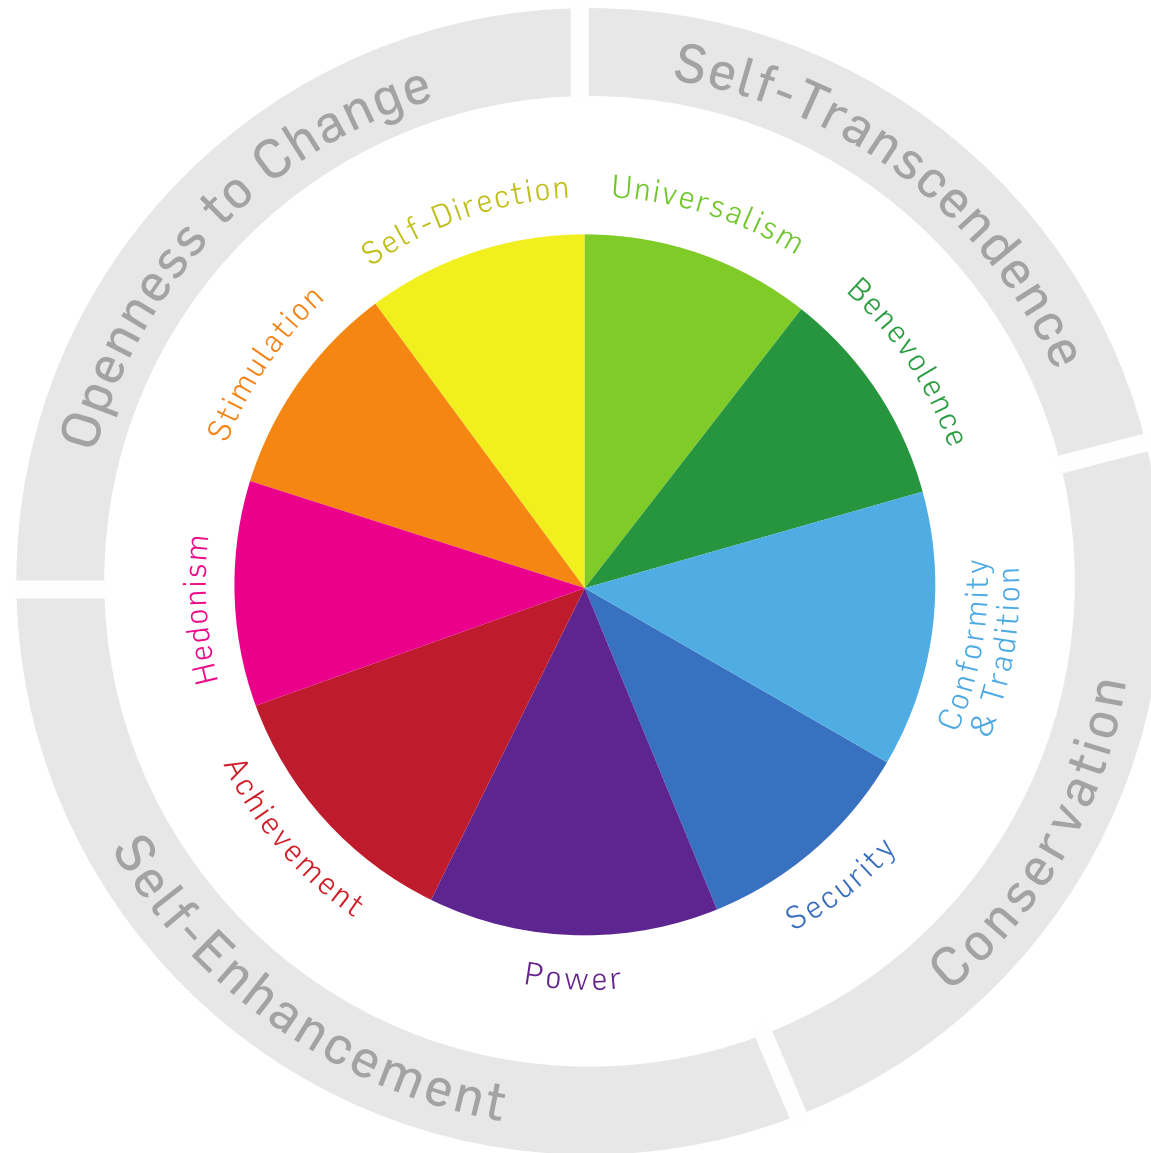 Openness to Change
Self-Transcendence
Conservation
Self-Enhancement
Self-Direction
Universalism
Benevolence
Conformity
& Tradition
Security
Power
Achievement
Hedonism
Stimulation